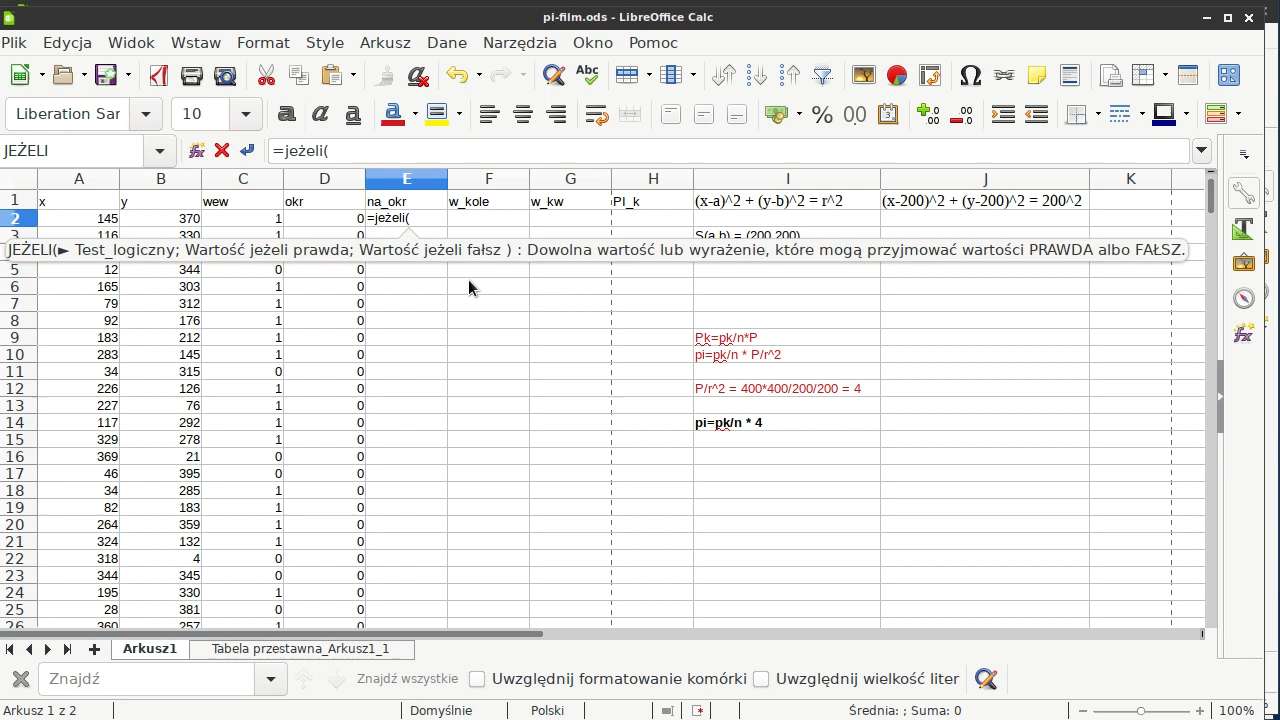 pi-film.ods - LibreOffice Calc
Plik Edycja Widok Wstaw Format Style Arkusz Dane Narzędzia Okno Pomoc
Liberation Sar 10
JEŻELI =jeżeli(
A B C D E F G H I J K
1 x y wew okr na_okr w_kole w_kw PI_k (x-a)^2 + (y-b)^2 = r^2 (x-200)^2 + (y-200)^2 = 200^2
2 145 370 1 0 =jeżeli(
3 116 330 1 0 S(a,b) = (200,200)
JEŻELI(► Test_logiczny; Wartość jeżeli prawda; Wartość jeżeli fałsz ) : Dowolna wartość lub wyrażenie, które mogą przyjmować wartości PRAWDA albo FAŁSZ.
5 12 344 0 0
6 165 303 1 0
7 79 312 1 0
8 92 176 1 0
9 183 212 1 0 Pk=pk/n*P
10 283 145 1 0 pi=pk/n * P/r^2
11 34 315 0 0
12 226 126 1 0 P/r^2 = 400*400/200/200 = 4
13 227 76 1 0
14 117 292 1 0 pi=pk/n * 4
15 329 278 1 0
16 369 21 0 0
17 46 395 0 0
18 34 285 1 0
19 82 183 1 0
20 264 359 1 0
21 324 132 1 0
22 318 4 0 0
23 344 345 0 0
24 195 330 1 0
25 28 381 0 0
26 360 257 1 0
Arkusz1 Tabela przestawna_Arkusz1_1
Znajdź Znajdź wszystkie Uwzględnij formatowanie komórki Uwzględnij wielkość liter
Arkusz 1 z 2 Domyślnie Polski Średnia: ; Suma: 0 100%